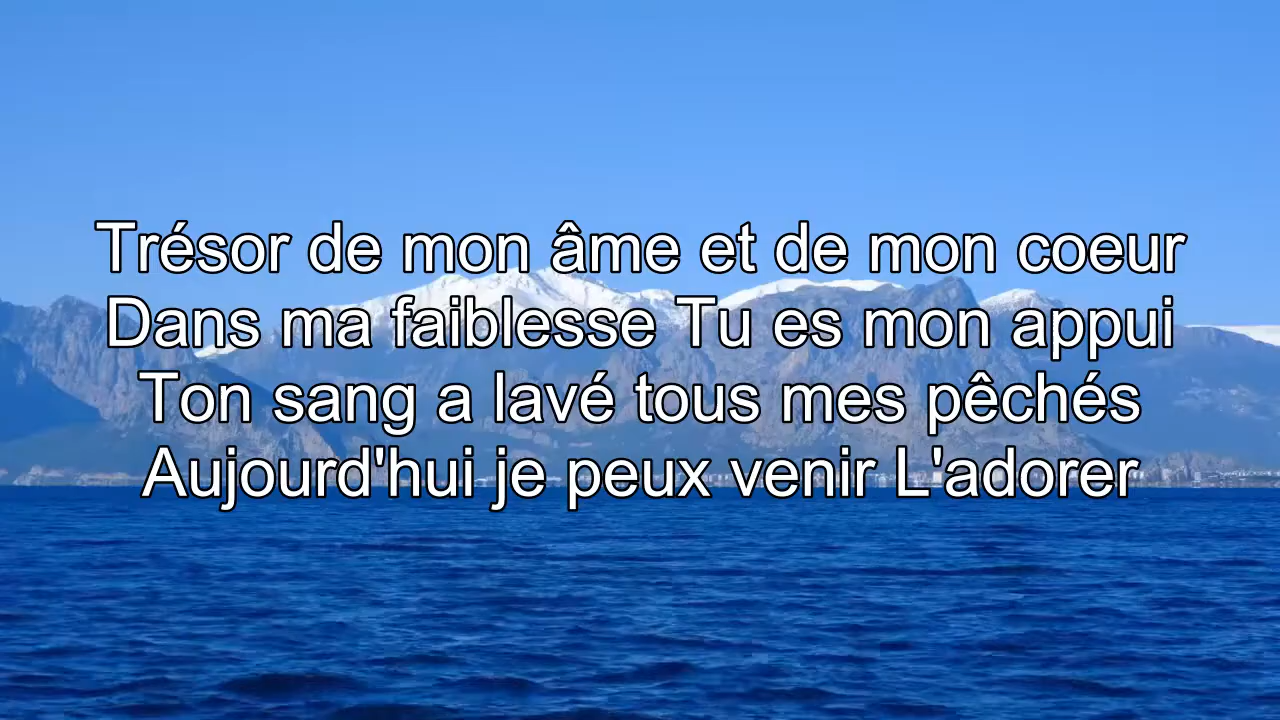 Trésor de mon âme et de mon coeur
Dans ma faiblesse Tu es mon appui
Ton sang a lavé tous mes pêchés
Aujourd'hui je peux venir L'adorer